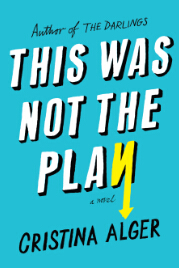 Author of THE DARLINGS
THIS WAS
NOT THE
PLAN
a novel
CRISTINA ALGER